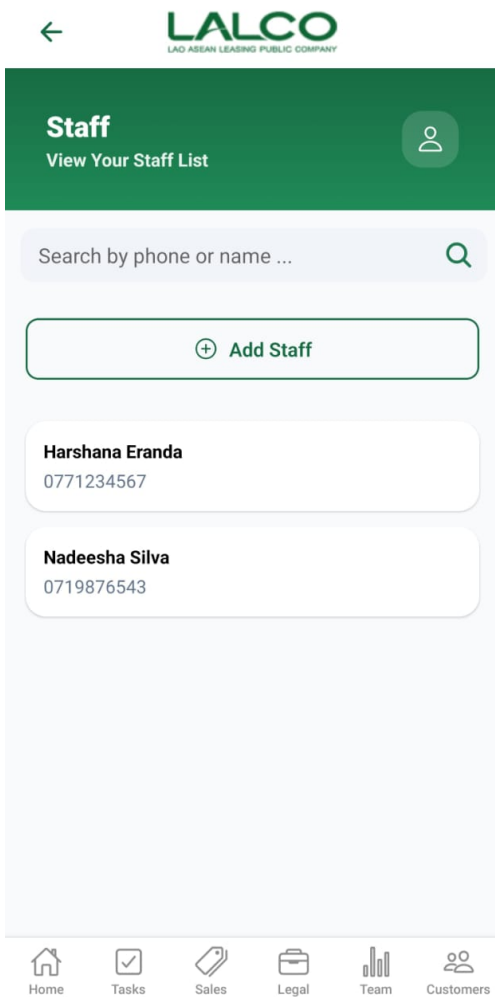 LALCO
LAO ASEAN LEASING PUBLIC COMPANY
Staff
View Your Staff List
Search by phone or name ...
Add Staff
Harshana Eranda
0771234567
Nadeesha Silva
0719876543
Home
Tasks
Sales
Legal
Team
Customers